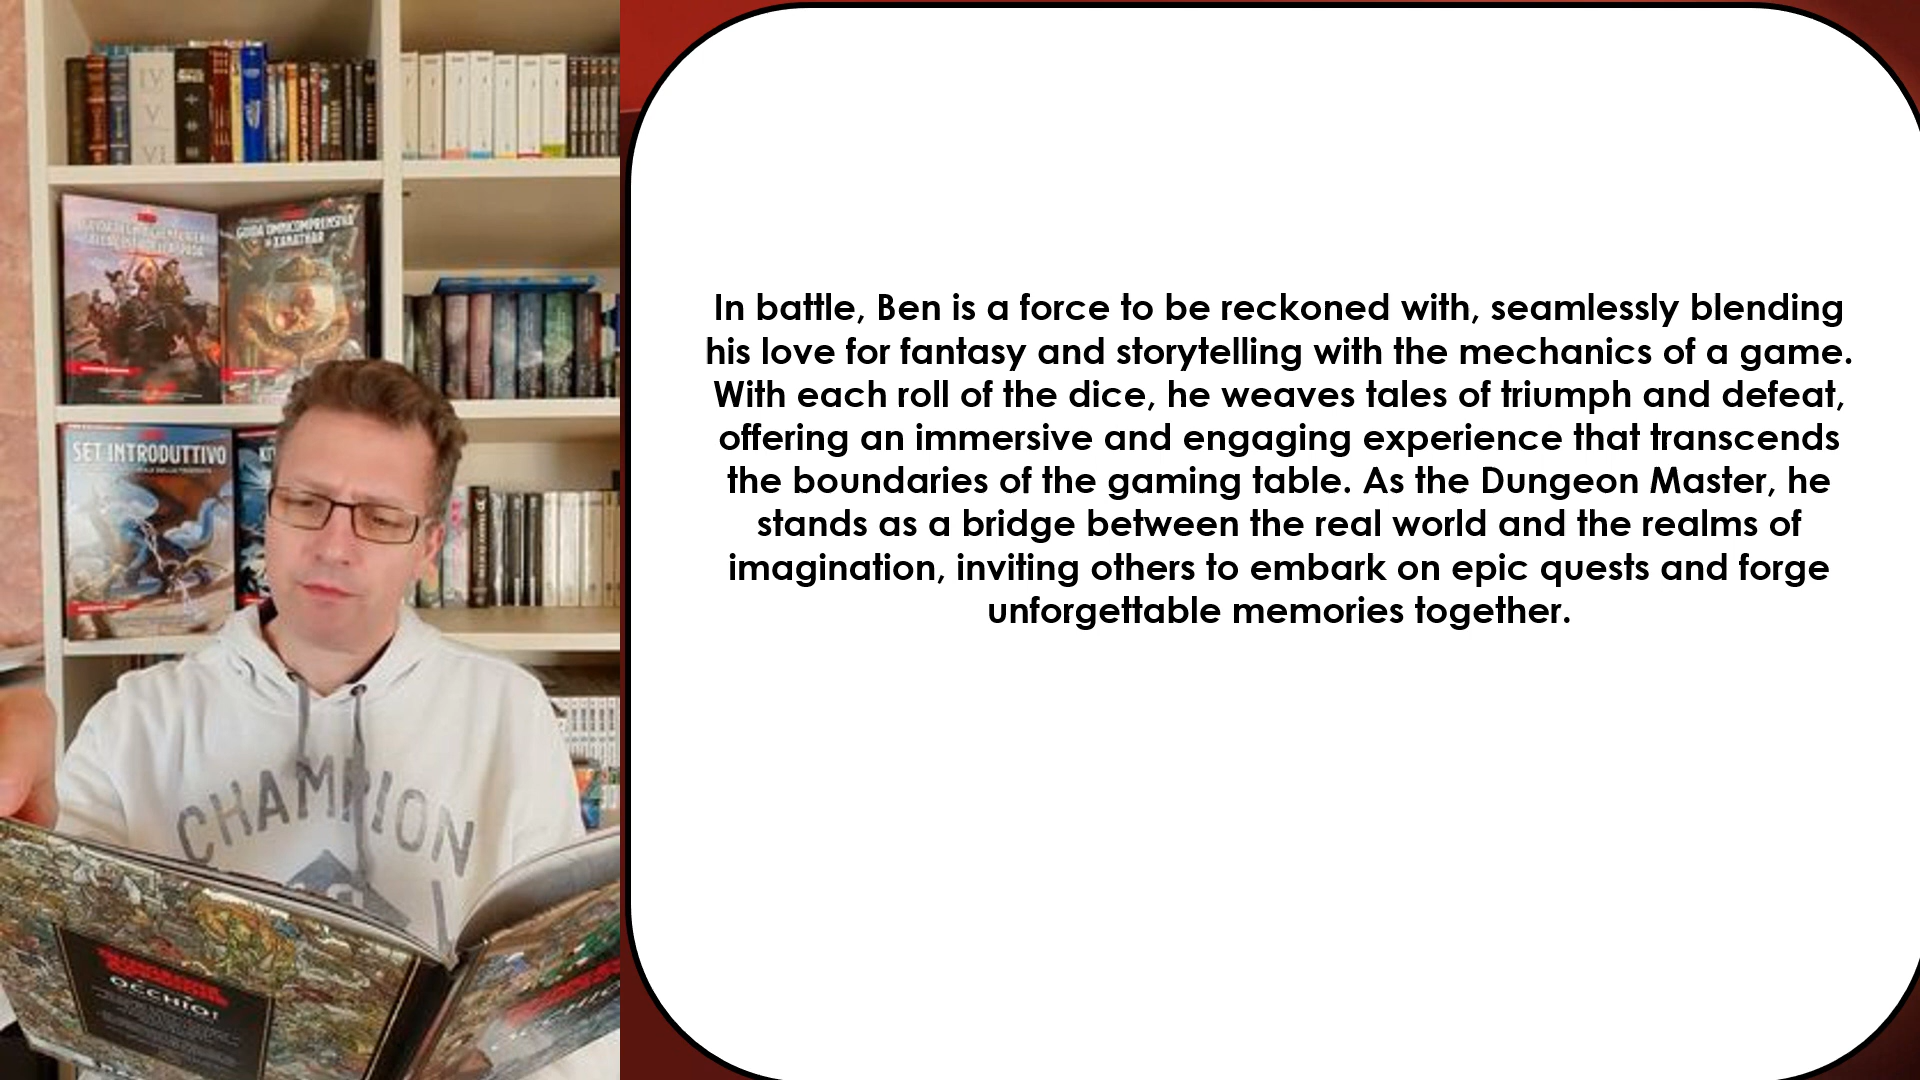 IV
V
VI
GUIDA OMNICOMPRENSIVA
di XANATHAR
SET INTRODUTTIVO
CHAMPION
OCCHIO!
In battle, Ben is a force to be reckoned with, seamlessly blending
his love for fantasy and storytelling with the mechanics of a game.
With each roll of the dice, he weaves tales of triumph and defeat,
offering an immersive and engaging experience that transcends
the boundaries of the gaming table. As the Dungeon Master, he
stands as a bridge between the real world and the realms of
imagination, inviting others to embark on epic quests and forge
unforgettable memories together.